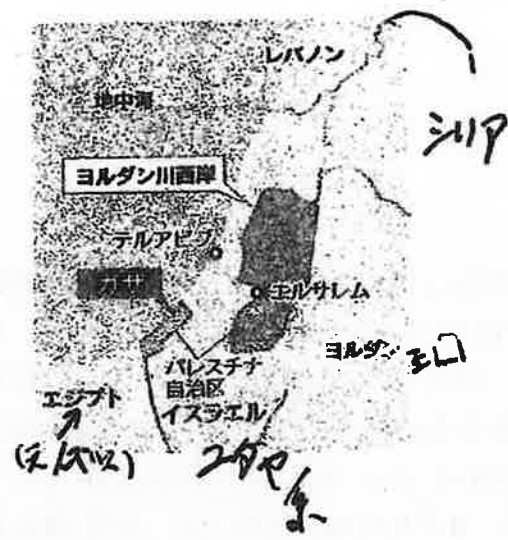 レバノン
地中海
シリア
ヨルダン川西岸
テルアビブ
ガザ
エルサレム
ヨルダン王国
パレスチナ
自治区
エジプト
イスラエル
ユダヤ
系